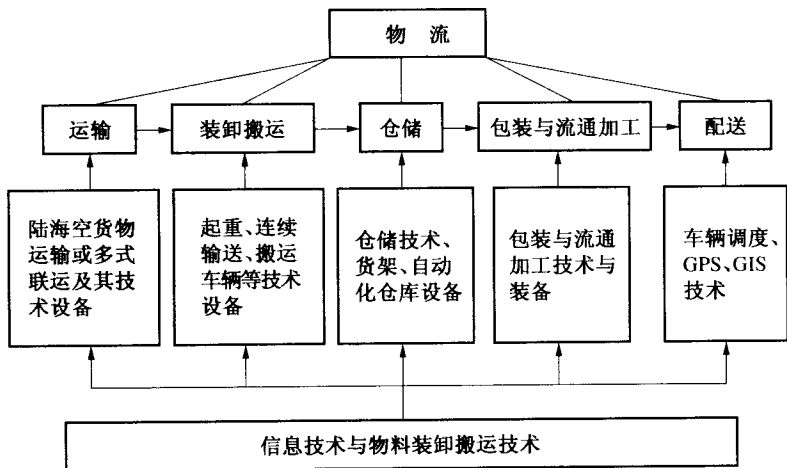 物 流
运输
装卸搬运
仓储
包装与流通加工
配送
陆海空货物
运输或多式
联运及其技
术设备
起重、连续
输送、搬运
车辆等技术
设备
仓储技术、
货架、自动
化仓库设备
包装与流通
加工技术与
装备
车辆调度、
GPS、GIS
技术
信息技术与物料装卸搬运技术